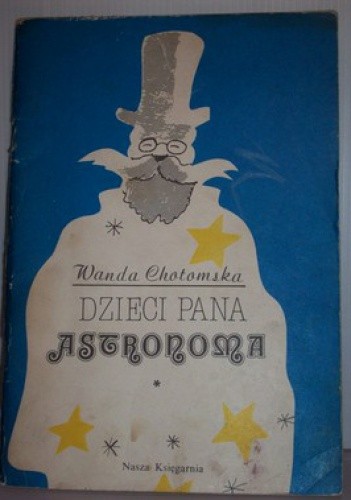 Wanda Chotomska
DZIECI PANA
ASTRONOMA
Nasza Księgarnia